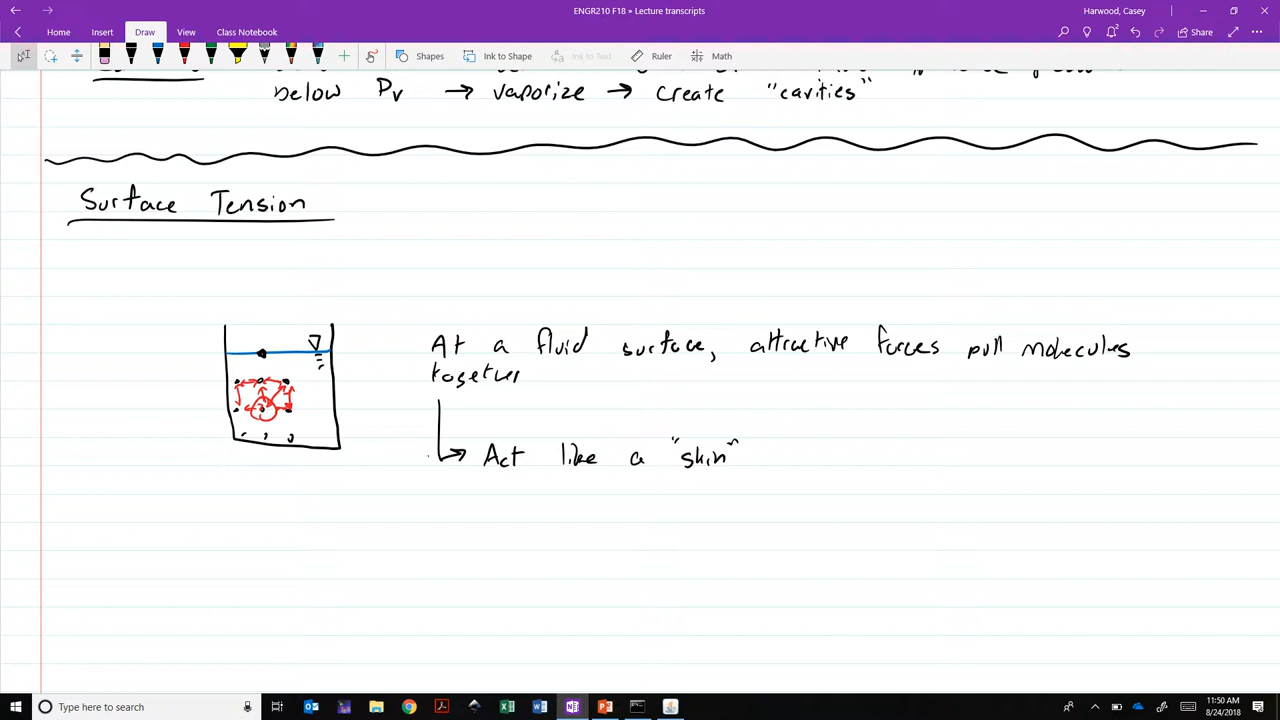 ENGR210 F18 » Lecture transcripts
Harwood, Casey
Home Insert Draw View Class Notebook
Share
Shapes Ink to Shape Ink to Text Ruler Math
below Pv → vaporize → create "cavities"
Surface Tension
At a fluid surface, attractive forces pull molecules
together
Act like a "skin"
Type here to search
11:50 AM
8/24/2018